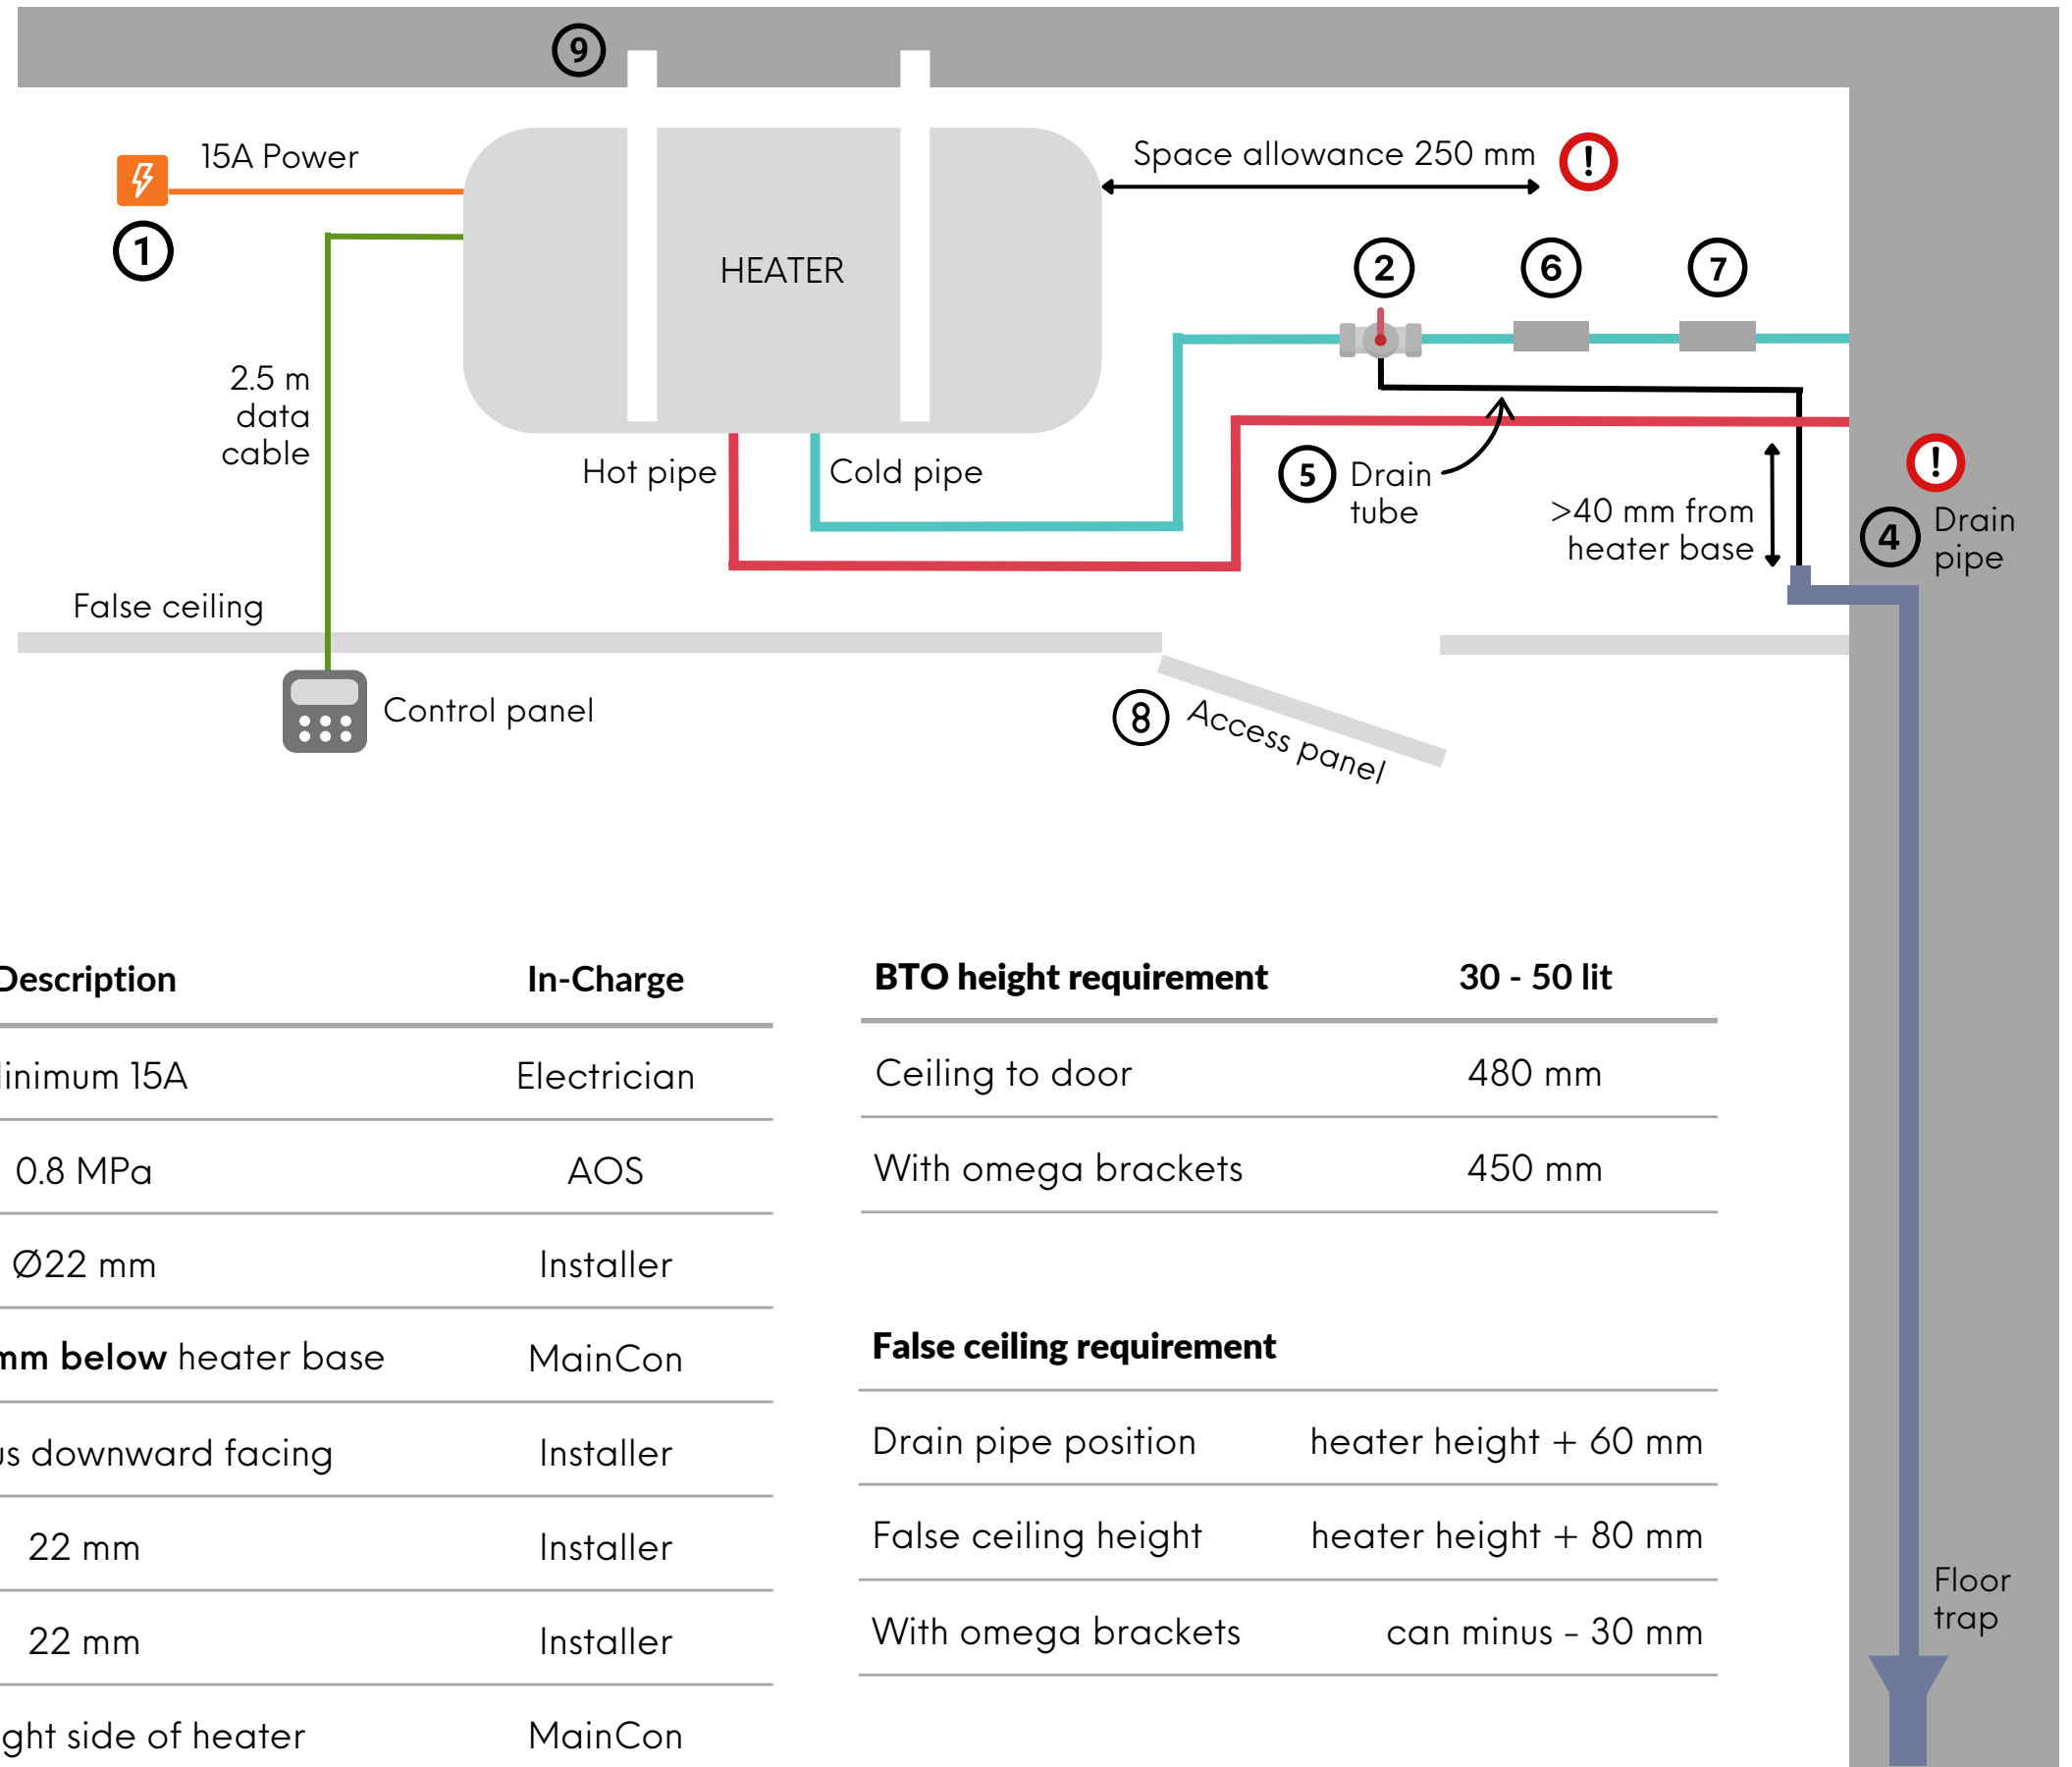 9
15A Power
1
Space allowance 250 mm
!
HEATER
2
6
7
2.5 m
data
cable
Hot pipe
Cold pipe
5
Drain
tube
>40 mm from
heater base
!
4
Drain
pipe
False ceiling
Control panel
8
Access panel
Description In-Charge
inimum 15A Electrician
0.8 MPa AOS
Ø22 mm Installer
mm below heater base MainCon
us downward facing Installer
22 mm Installer
22 mm Installer
ght side of heater MainCon
BTO height requirement 30 - 50 lit
Ceiling to door 480 mm
With omega brackets 450 mm
False ceiling requirement
Drain pipe position heater height + 60 mm
False ceiling height heater height + 80 mm
With omega brackets can minus - 30 mm
Floor
trap